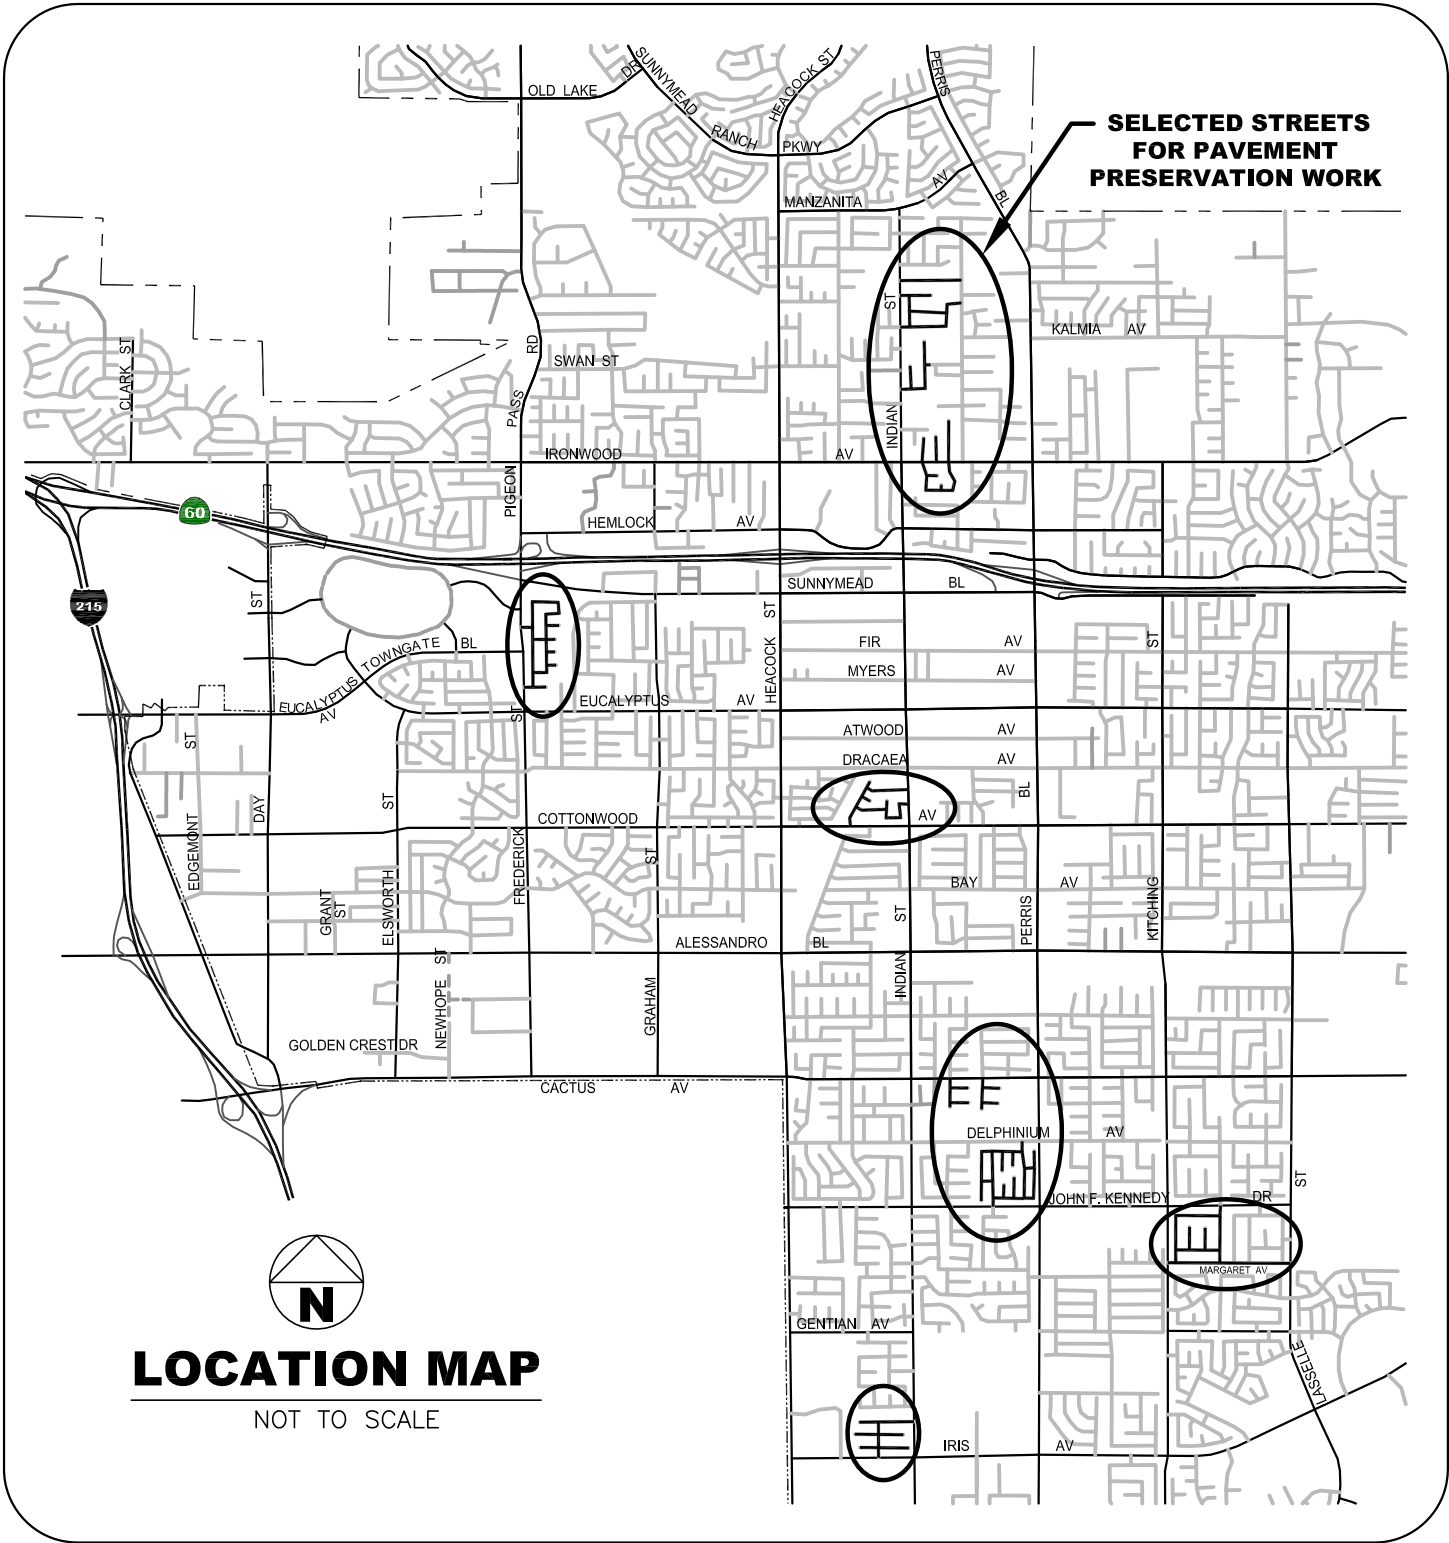 SUNNYMEAD
DR
HEACOCK ST
PERRIS
OLD LAKE
SELECTED STREETS
FOR PAVEMENT
PRESERVATION WORK
RANCH
PKWY
AV
BL
MANZANITA
ST
KALMIA AV
RD
SWAN ST
CLARK ST
PASS
INDIAN
IRONWOOD
AV
PIGEON
60
HEMLOCK
AV
SUNNYMEAD
BL
215
ST
ST
HEACOCK
FIR
AV
ST
TOWNGATE
BL
MYERS
AV
EUCALYPTUS
AV
EUCALYPTUS
AV
ST
ST
ATWOOD
AV
DRACAEA
AV
BL
ST
DAY
COTTONWOOD
AV
EDGEMONT
FREDERICK
ST
BAY
AV
GRANT
ST
ELSWORTH
ST
PERRIS
KITCHING
ALESSANDRO
BL
ST
NEWHOPE
GRAHAM
INDIAN
GOLDEN CREST DR
CACTUS
AV
DELPHINIUM
AV
ST
JOHN F. KENNEDY
DR
MARGARET AV
N
GENTIAN AV
LASSELLE
LOCATION MAP
NOT TO SCALE
IRIS
AV